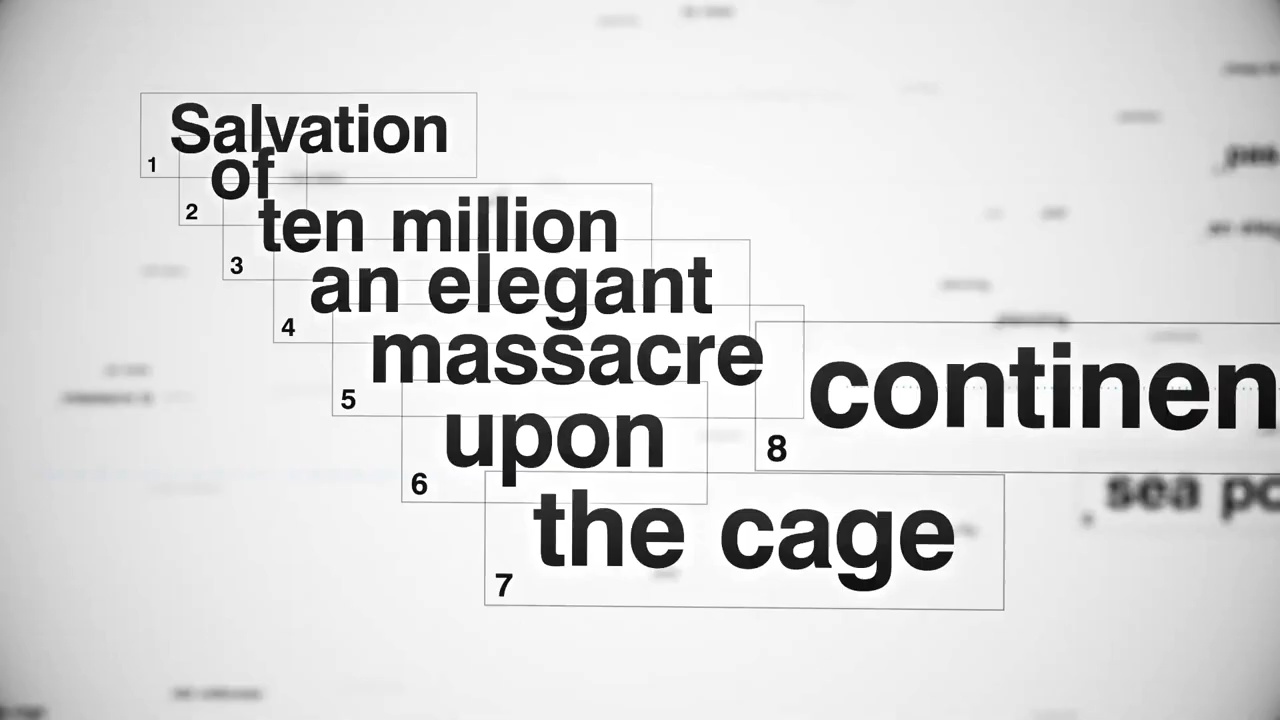 Salvation
1
of
2
ten million
3
an elegant
4
massacre
5
upon
6
the cage
7
continen
8
sea po